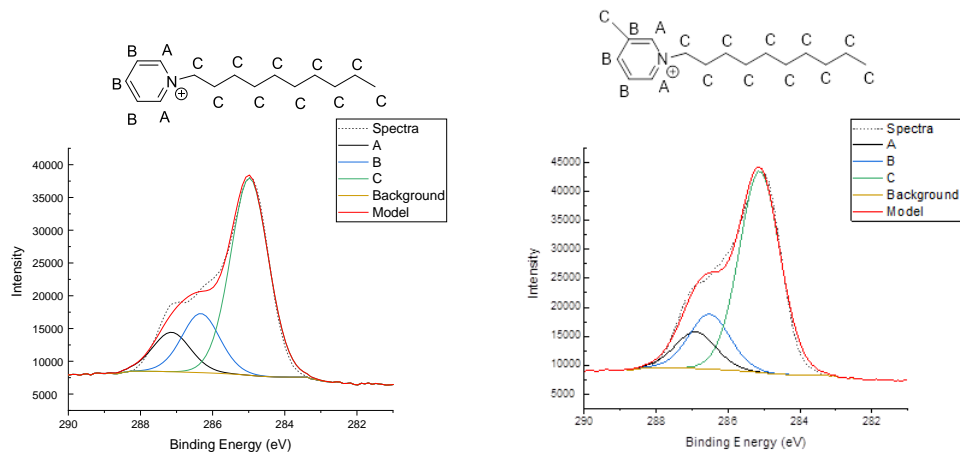 B A C C C C C
B N ⊕
B A C C C C C
Spectra
A
B
C
Background
Model
40000
35000
30000
25000
20000
15000
10000
5000
Intensity
290 288 286 284 282
Binding Energy (eV)
C
B A C C C C C
B N ⊕
B A C C C C C
Spectra
A
B
C
Background
Model
45000
40000
35000
30000
25000
20000
15000
10000
5000
Intensity
290 288 286 284 282
Binding Energy (eV)